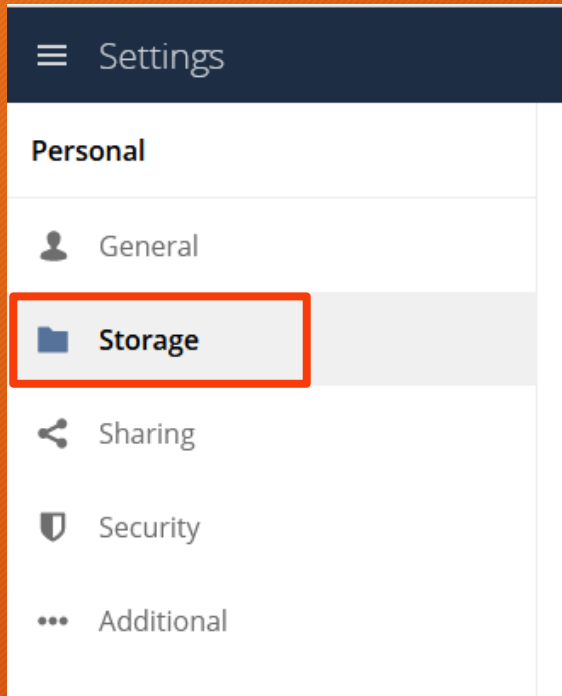 Settings
Personal
General
Storage
Sharing
Security
Additional